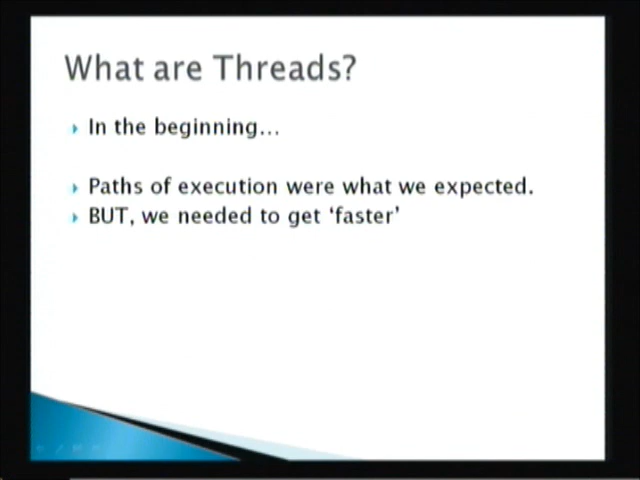 What are Threads?
In the beginning...
Paths of execution were what we expected.
BUT, we needed to get ‘faster’